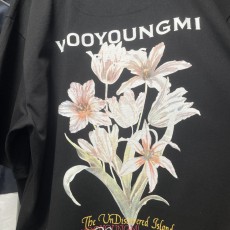 WOOYOUNGMI
The UnDiscovered Island